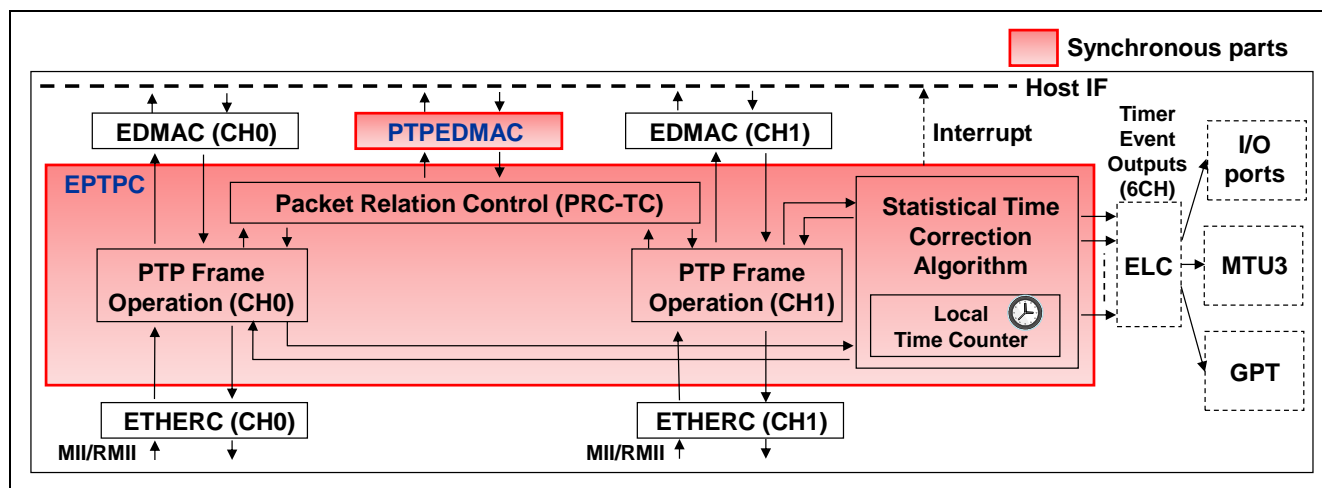 Synchronous parts
Host IF
EDMAC (CH0)
PTPEDMAC
EDMAC (CH1)
Interrupt
Timer
Event
Outputs
(6CH)
I/O
ports
EPTPC
Packet Relation Control (PRC-TC)
Statistical Time
Correction
Algorithm
PTP Frame
Operation (CH0)
PTP Frame
Operation (CH1)
ELC
MTU3
Local
Time Counter
GPT
ETHERC (CH0)
ETHERC (CH1)
MII/RMII
MII/RMII